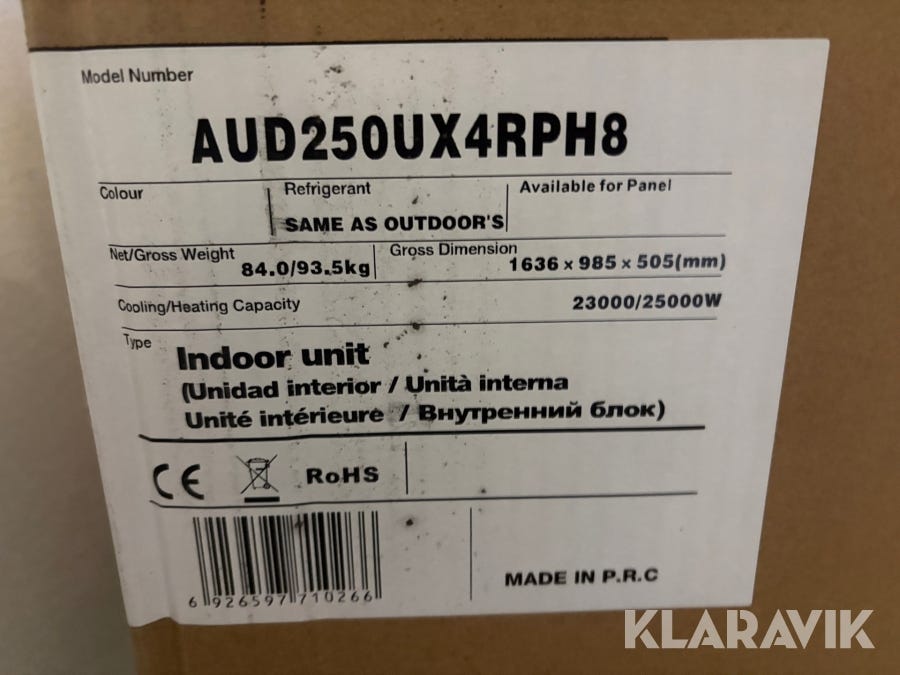 Model Number
AUD250UX4RPH8
Colour
Refrigerant
SAME AS OUTDOOR'S
Available for Panel
Net/Gross Weight
84.0/93.5kg
Gross Dimension
1636 x 985 x 505(mm)
Cooling/Heating Capacity
23000/25000W
Type
Indoor unit
(Unidad interior / Unità interna
Unité intérieure / Внутренний блок)
CE
RoHS
6 926597 710266
MADE IN P.R.C
KLARAVIK